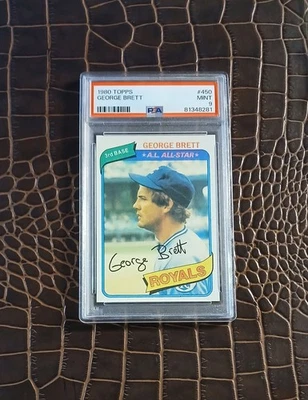 1980 TOPPS #450
GEORGE BRETT MINT
9
PSA 81348281
GEORGE BRETT
3rd BASE ★ A.L. ALL-STAR ★
George Brett
ROYALS